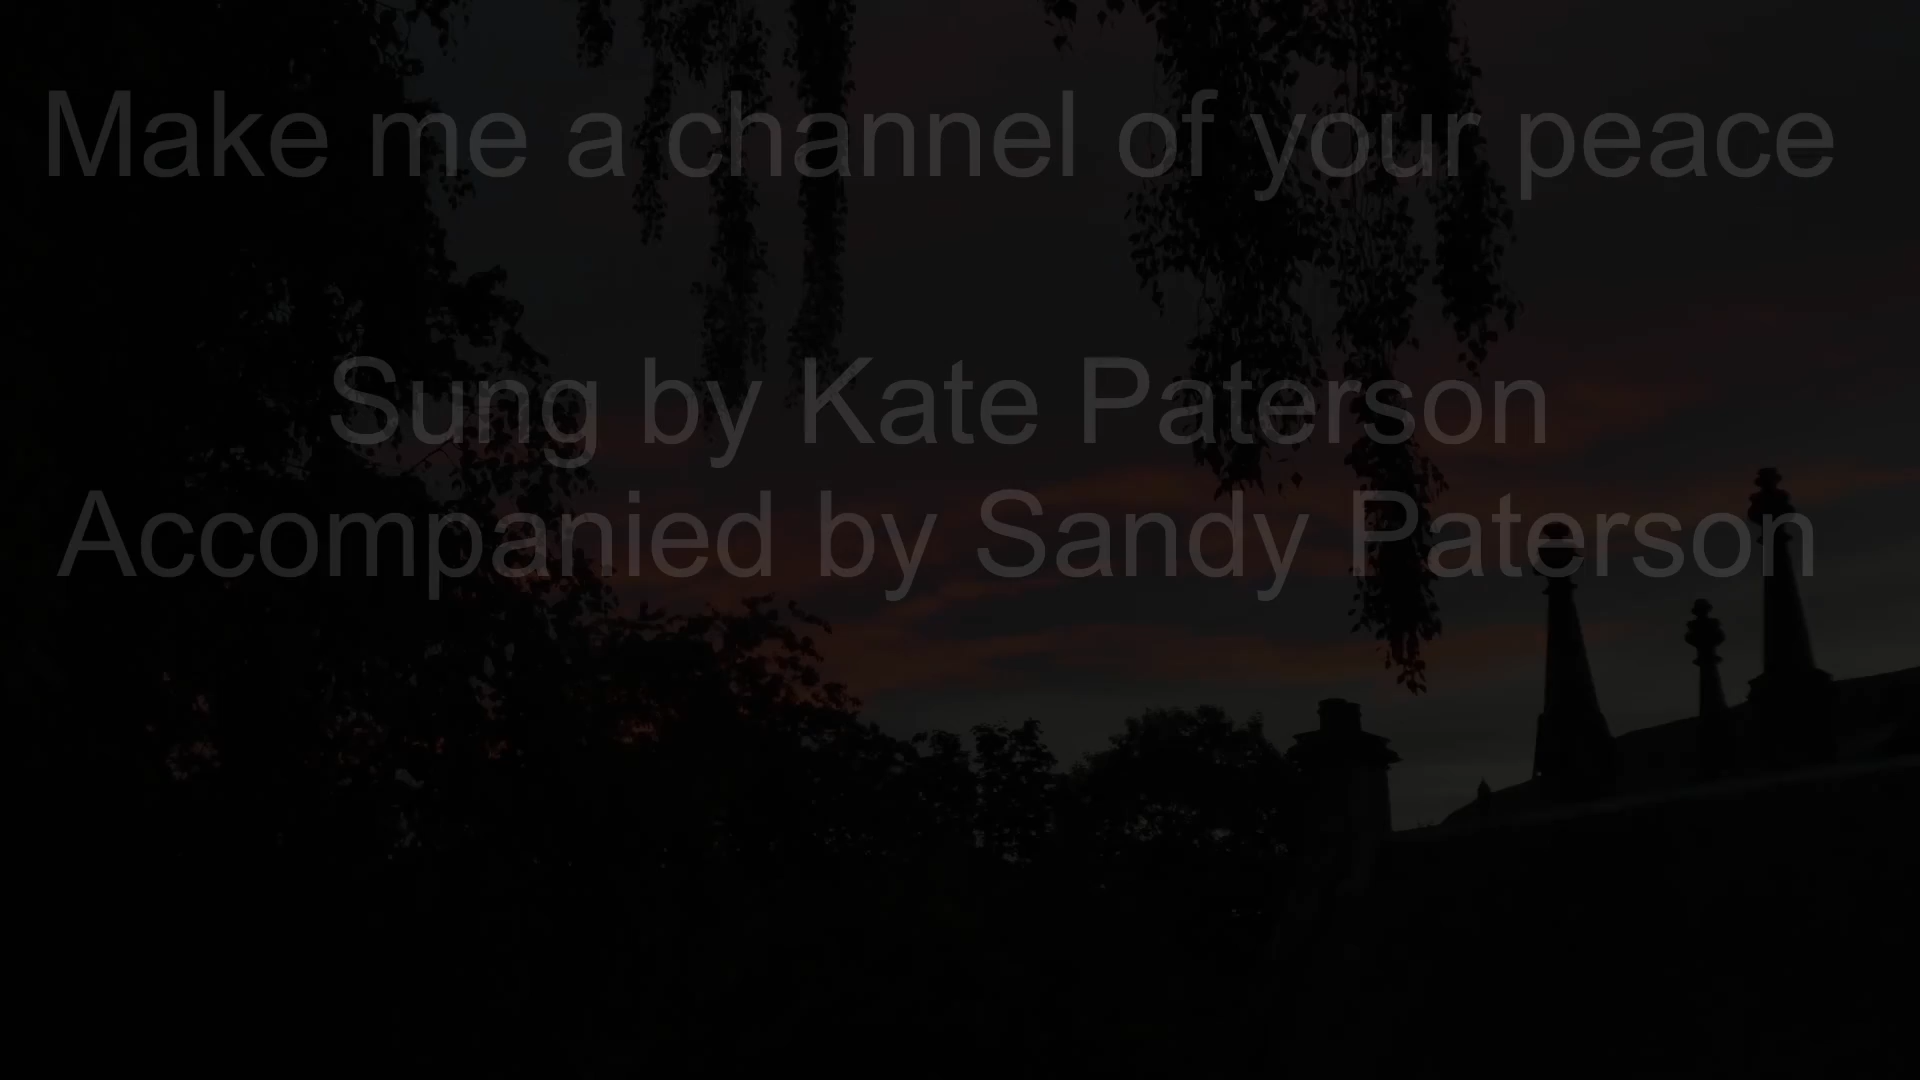 Make me a channel of your peace
Sung by Kate Paterson
Accompanied by Sandy Paterson